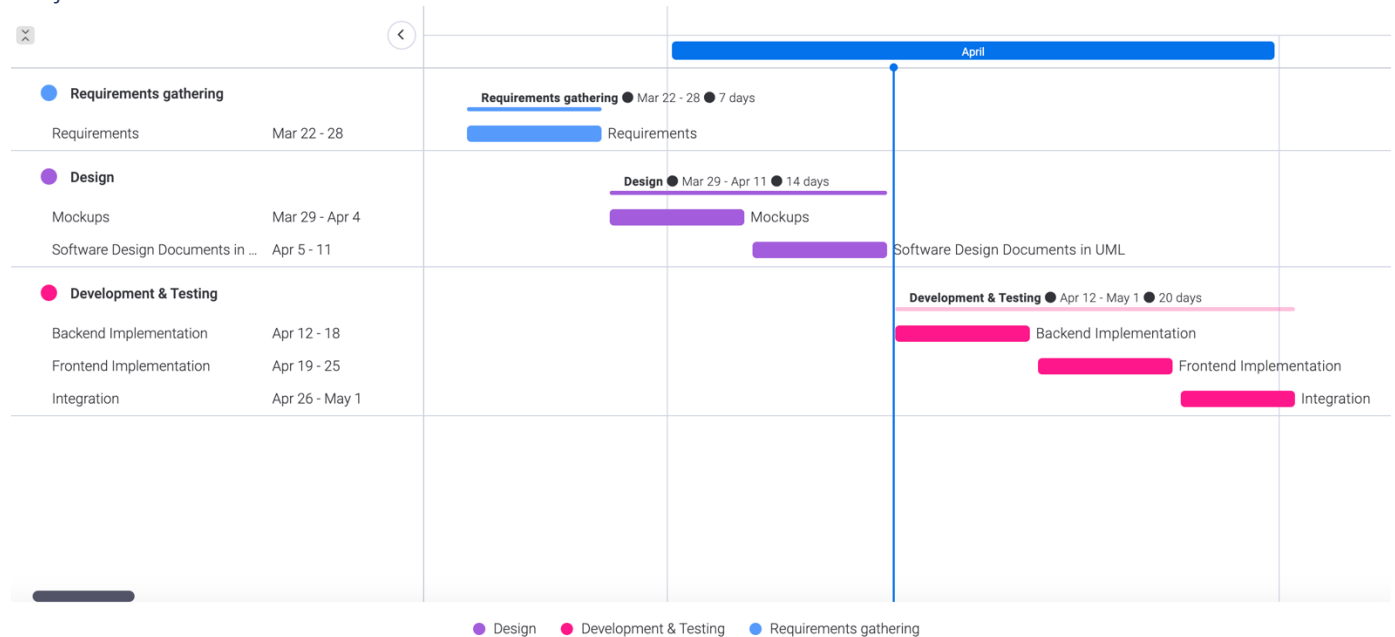 April
Requirements gathering
Requirements gathering ● Mar 22 - 28 ● 7 days
Requirements Mar 22 - 28
Requirements
Design
Design ● Mar 29 - Apr 11 ● 14 days
Mockups Mar 29 - Apr 4
Mockups
Software Design Documents in ... Apr 5 - 11
Software Design Documents in UML
Development & Testing
Development & Testing ● Apr 12 - May 1 ● 20 days
Backend Implementation Apr 12 - 18
Backend Implementation
Frontend Implementation Apr 19 - 25
Frontend Implementation
Integration Apr 26 - May 1
Integration
Design Development & Testing Requirements gathering